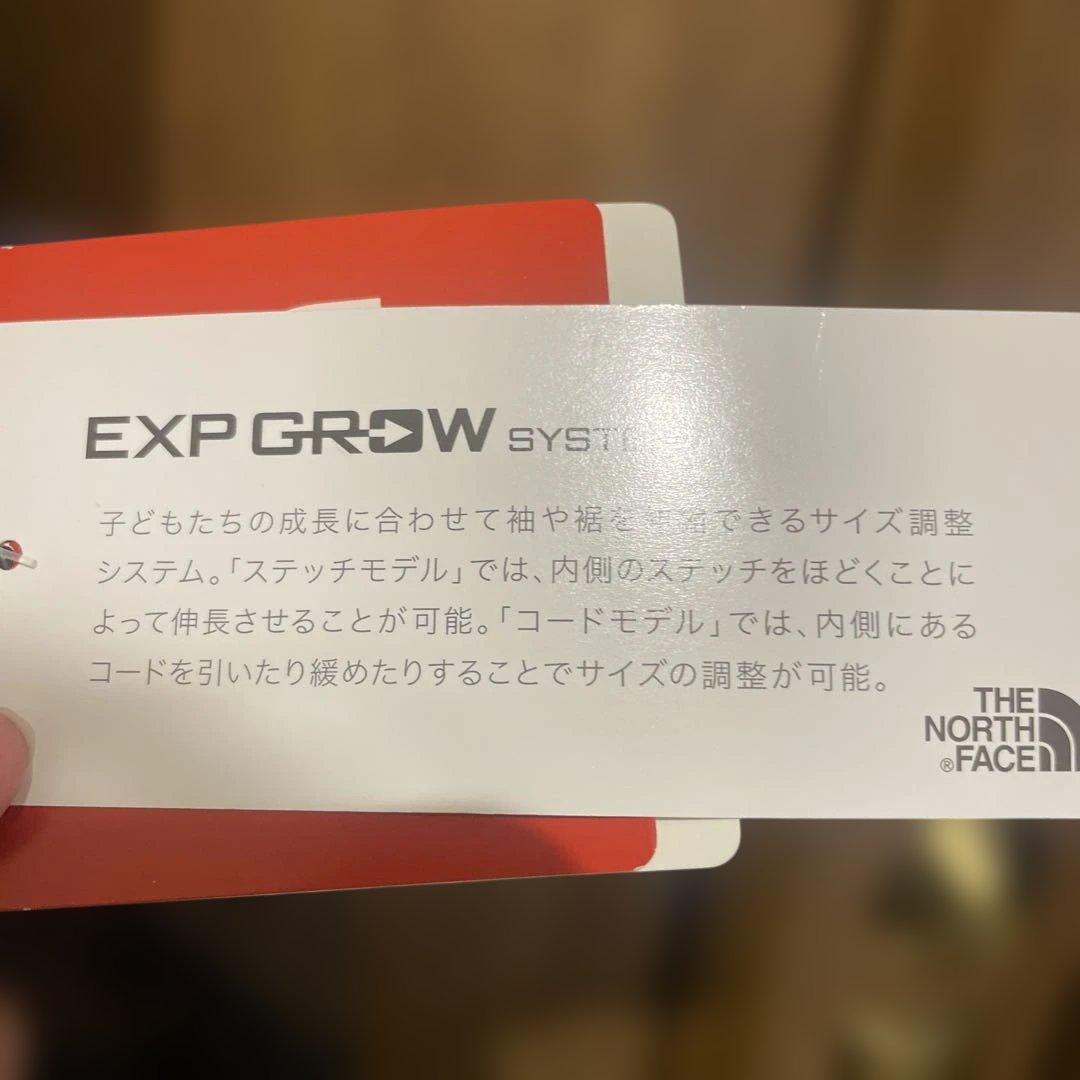 EXP GROW SYST
子どもたちの成長に合わせて袖や裾を できるサイズ調整
システム。「ステッチモデル」では、内側のステッチをほどくことに
よって伸長させることが可能。「コードモデル」では、内側にある
コードを引いたり緩めたりすることでサイズの調整が可能。
THE
NORTH
®FACE